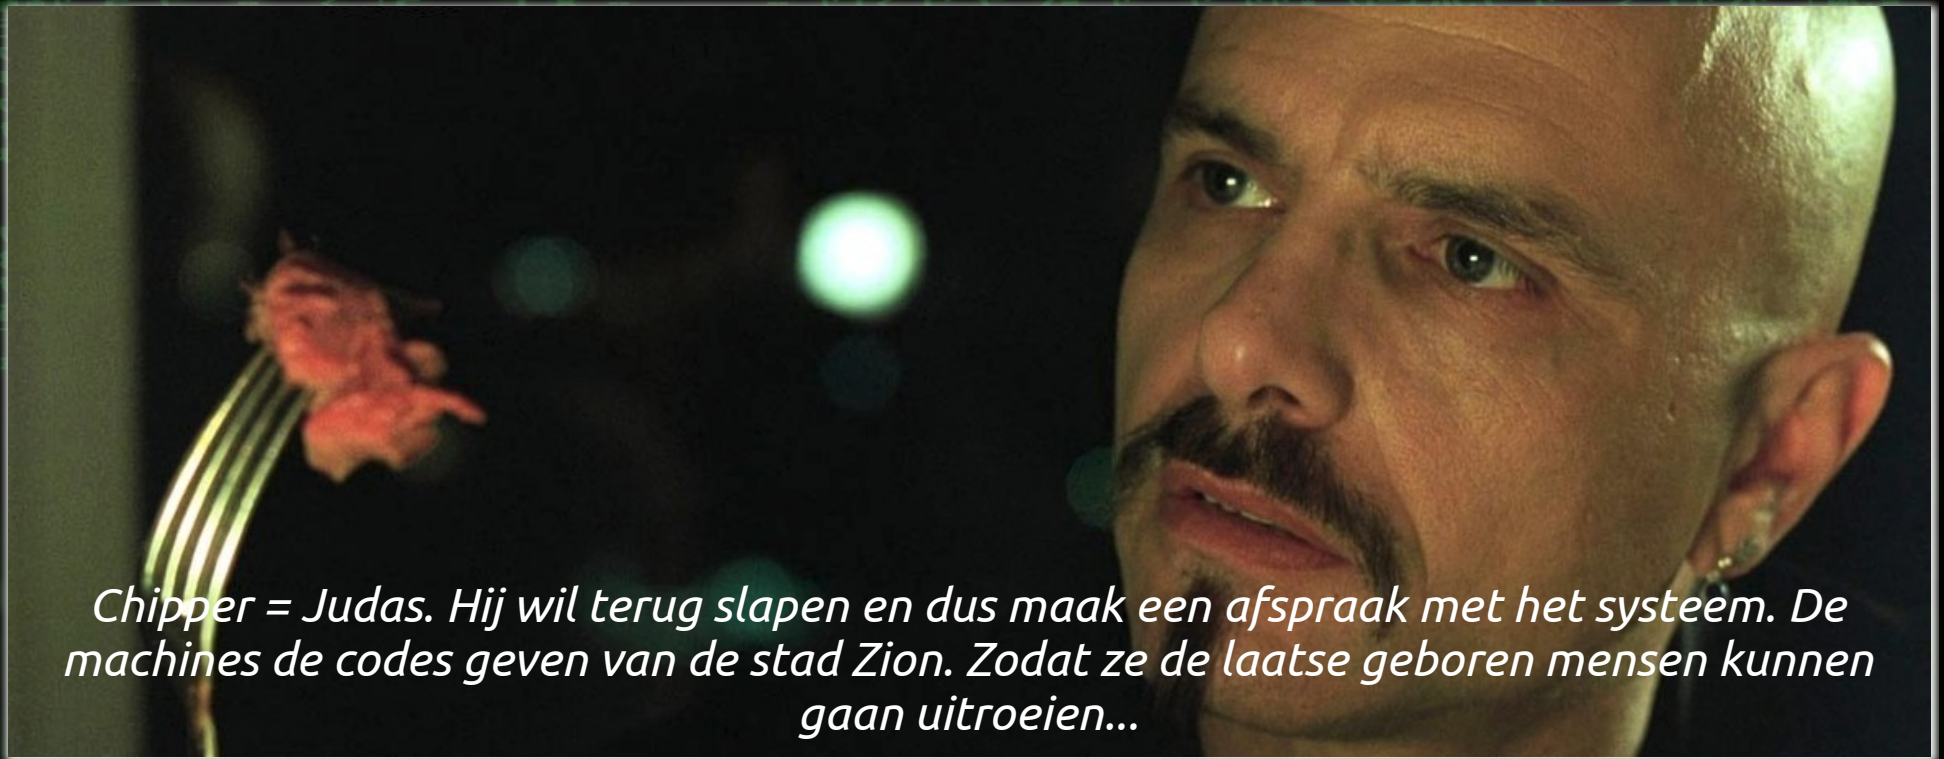 Chipper = Judas. Hij wil terug slapen en dus maak een afspraak met het systeem. De
machines de codes geven van de stad Zion. Zodat ze de laatse geboren mensen kunnen
gaan uitroeien...